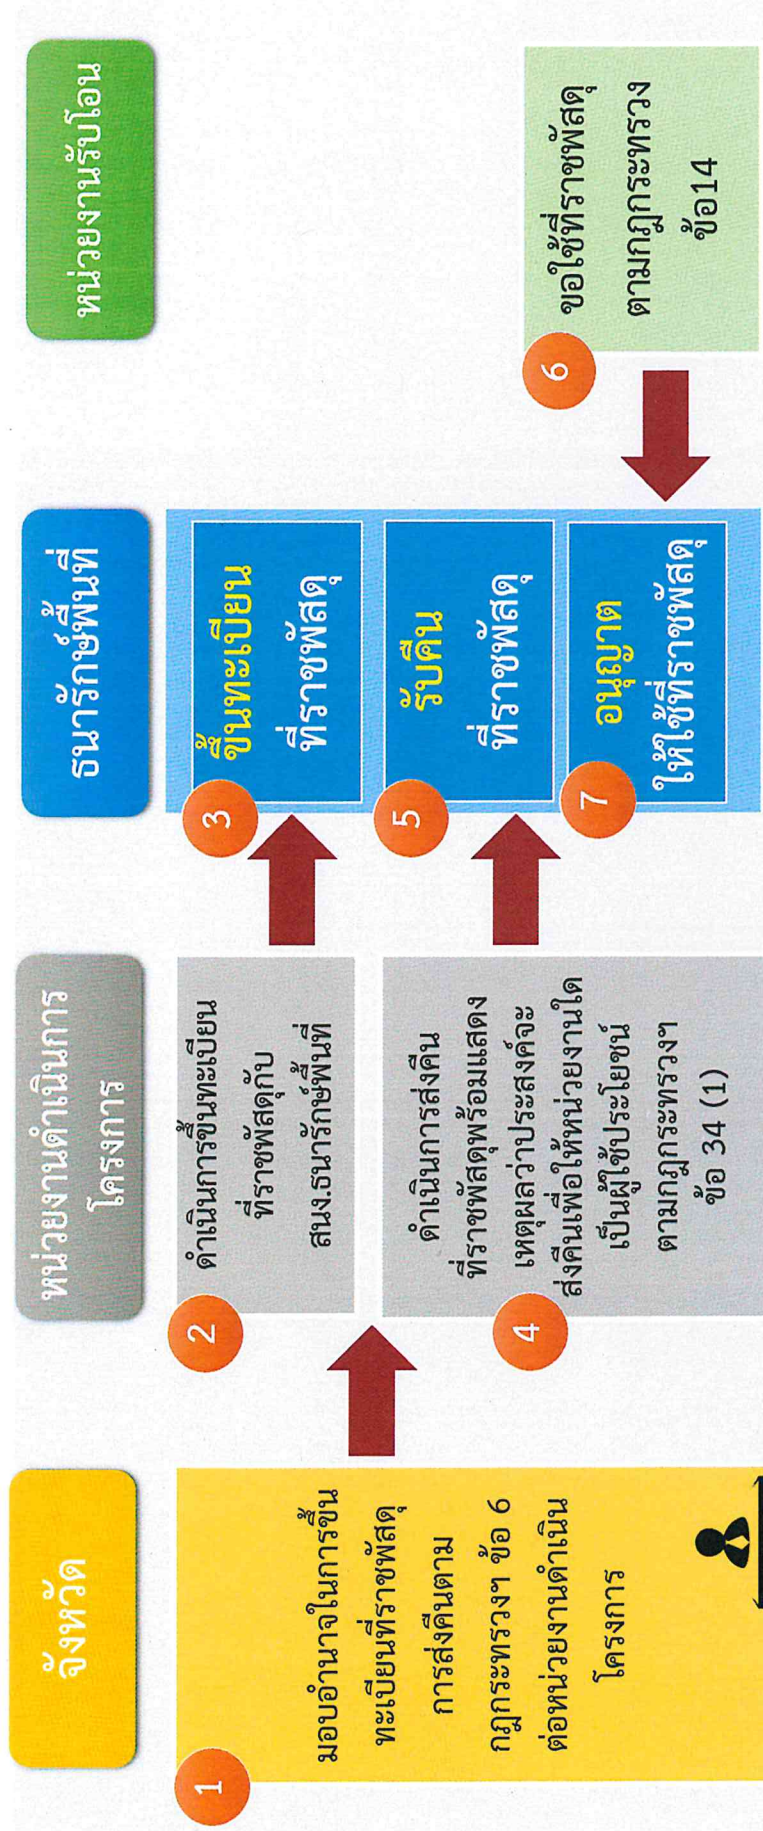 จังหวัด
1
มอบอำนาจในการขึ้น
ทะเบียนที่ราชพัสดุ
การส่งคืนตาม
กฎกระทรวงฯ ข้อ 6
ต่อหน่วยงานดำเนิน
โครงการ
หน่วยงานดำเนินการ
โครงการ
2
ดำเนินการขึ้นทะเบียน
ที่ราชพัสดุกับ
สนง.ธนารักษ์พื้นที่
4
ดำเนินการส่งคืน
ที่ราชพัสดุพร้อมแสดง
เหตุผลว่าประสงค์จะ
ส่งคืนเพื่อให้หน่วยงานใด
เป็นผู้ใช้ประโยชน์
ตามกฎกระทรวงฯ
ข้อ 34 (1)
ธนารักษ์พื้นที่
3
ขึ้นทะเบียน
ที่ราชพัสดุ
5
รับคืน
ที่ราชพัสดุ
7
อนุญาต
ให้ใช้ที่ราชพัสดุ
หน่วยงานรับโอน
6
ขอใช้ที่ราชพัสดุ
ตามกฎกระทรวง
ข้อ14